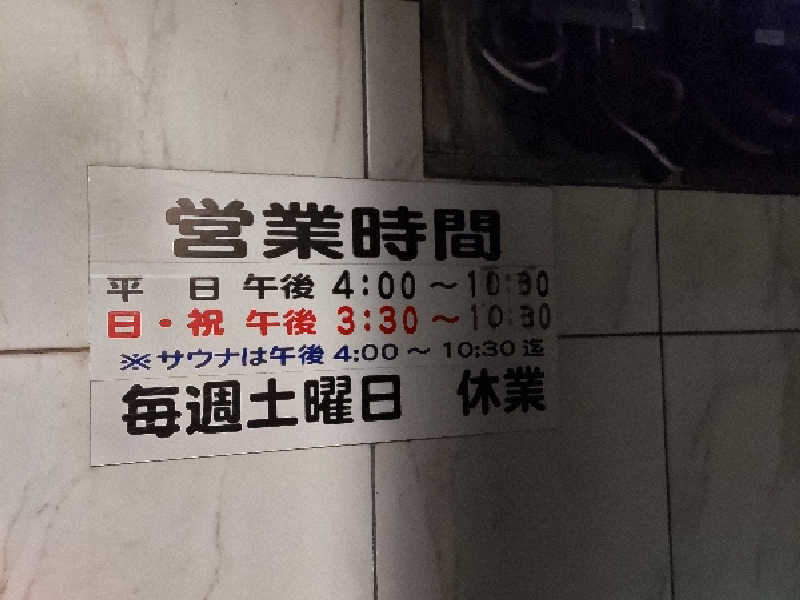 営業時間
平 日 午後 4:00 ～10:30
日・祝 午後 3:30 ～10:30
※サウナは午後 4:00 ～ 10:30 迄
毎週土曜日 休業